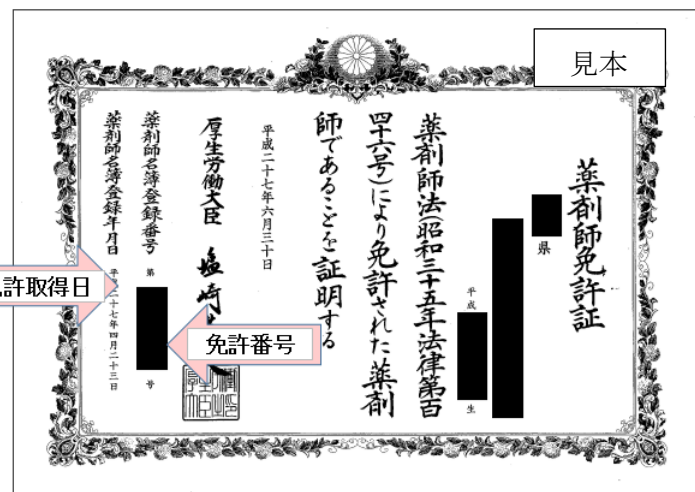 見本
薬剤師免許証
県
平成
生
薬剤師法(昭和三十五年法律第百
四十六号)により免許された薬剤
師であることを証明する
平成二十七年六月三十日
厚生労働大臣 塩崎
薬剤師名簿登録番号 第
号
薬剤師名簿登録年月日 平
二十七年四月二十三日
許取得日
免許番号